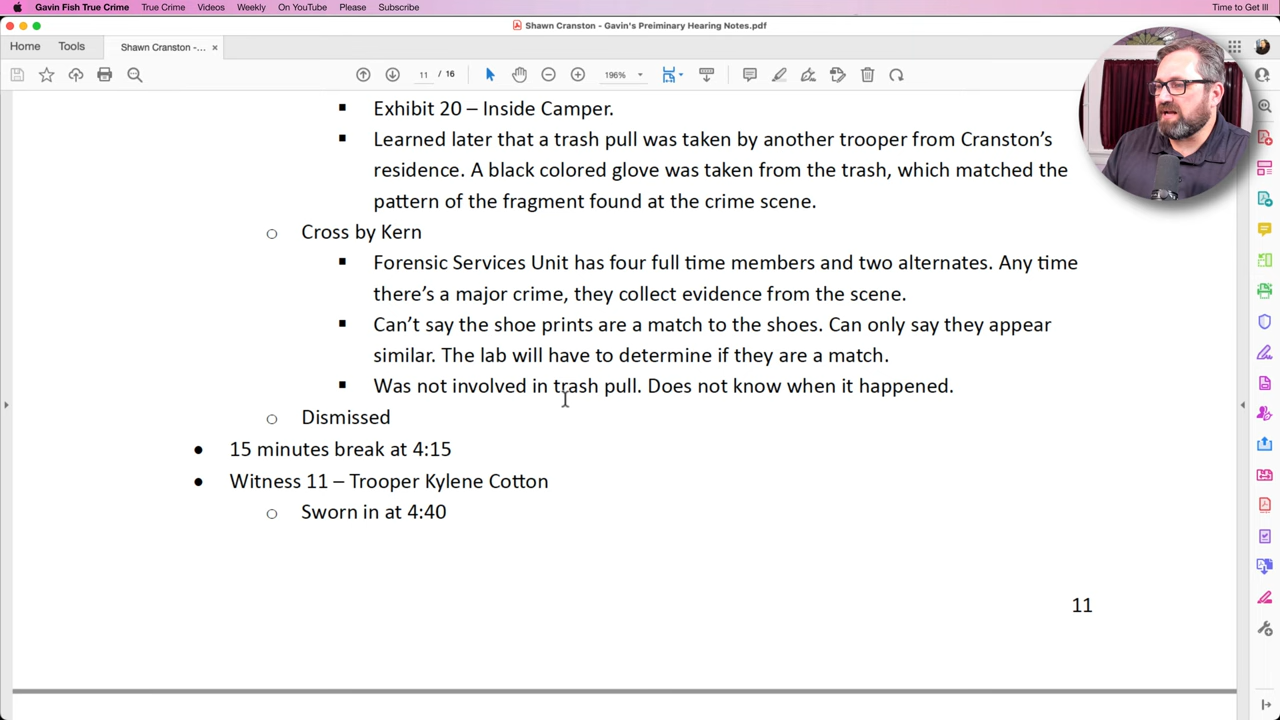 Gavin Fish True Crime True Crime Videos Weekly On YouTube Please Subscribe Time to Get Ill
Shawn Cranston - Gavin's Preiminary Hearing Notes.pdf
Home Tools Shawn Cranston -... ×
11 / 16 196%
▪ Exhibit 20 – Inside Camper.
▪ Learned later that a trash pull was taken by another trooper from Cranston’s
residence. A black colored glove was taken from the trash, which matched the
pattern of the fragment found at the crime scene.
o Cross by Kern
▪ Forensic Services Unit has four full time members and two alternates. Any time
there’s a major crime, they collect evidence from the scene.
▪ Can’t say the shoe prints are a match to the shoes. Can only say they appear
similar. The lab will have to determine if they are a match.
▪ Was not involved in trash pull. Does not know when it happened.
o Dismissed
• 15 minutes break at 4:15
• Witness 11 – Trooper Kylene Cotton
o Sworn in at 4:40
11